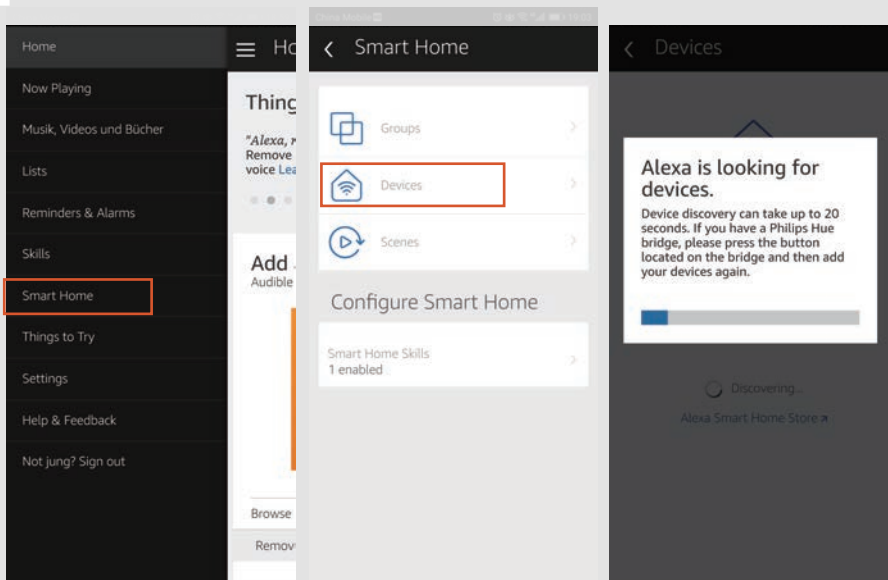 Home
Now Playing
Musik, Videos und Bücher
Lists
Reminders & Alarms
Skills
Smart Home
Things to Try
Settings
Help & Feedback
Not jung? Sign out
Ho
Thing
"Alexa, r
Remove
voice Lea
Add
Audible
Browse
Remov
Smart Home
Groups
Devices
Scenes
Configure Smart Home
Smart Home Skills
1 enabled
Devices
Alexa is looking for
devices.
Device discovery can take up to 20
seconds. If you have a Philips Hue
bridge, please press the button
located on the bridge and then add
your devices again.
Discovering...
Alexa Smart Home Store